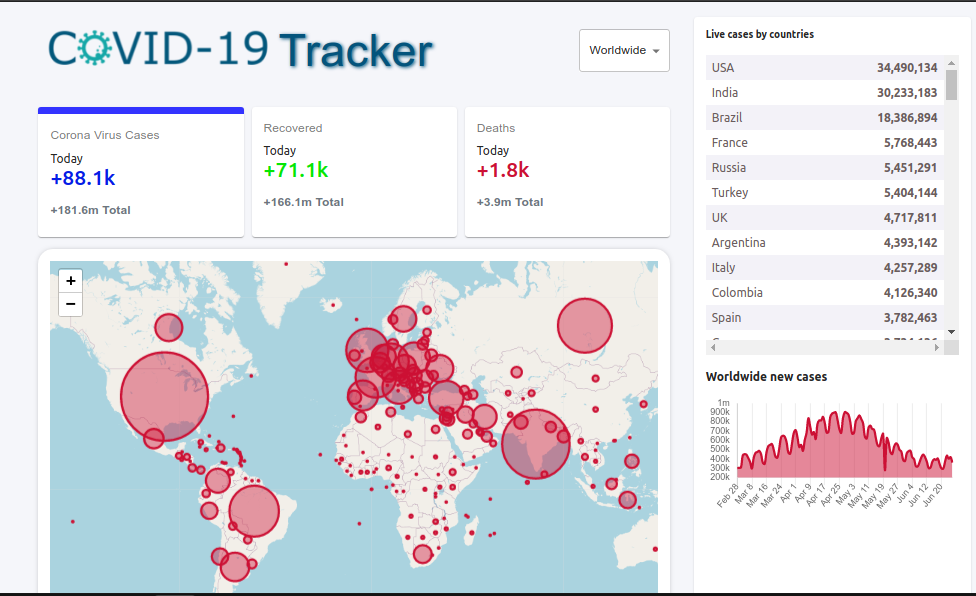 COVID-19 Tracker
Worldwide
Corona Virus Cases
Today
+88.1k
+181.6m Total
Recovered
Today
+71.1k
+166.1m Total
Deaths
Today
+1.8k
+3.9m Total
+
−
Live cases by countries
USA 34,490,134
India 30,233,183
Brazil 18,386,894
France 5,768,443
Russia 5,451,291
Turkey 5,404,144
UK 4,717,811
Argentina 4,393,142
Italy 4,257,289
Colombia 4,126,340
Spain 3,782,463
Worldwide new cases
1m
900k
800k
700k
600k
500k
400k
300k
200k
Feb 28
Mar 8
Mar 16
Mar 24
Apr 1
Apr 9
Apr 17
Apr 25
May 3
May 11
May 19
May 27
Jun 4
Jun 12
Jun 20